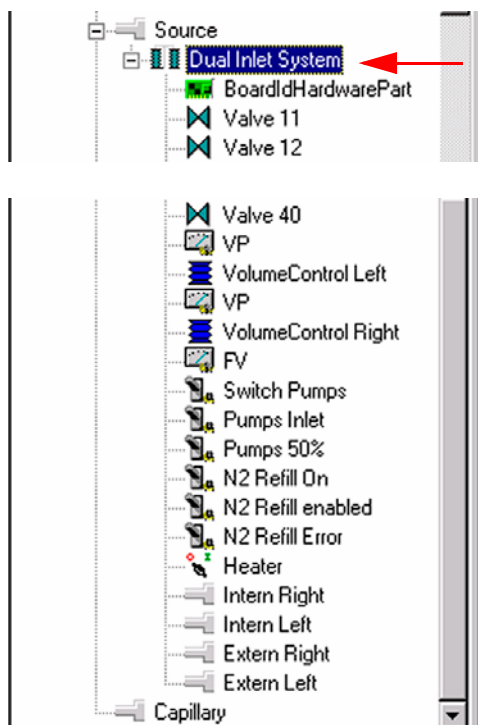 Source
Dual Inlet System
BoardIdHardwarePart
Valve 11
Valve 12
Valve 40
VP
VolumeControl Left
VP
VolumeControl Right
FV
Switch Pumps
Pumps Inlet
Pumps 50%
N2 Refill On
N2 Refill enabled
N2 Refill Error
Heater
Intern Right
Intern Left
Extern Right
Extern Left
Capillary